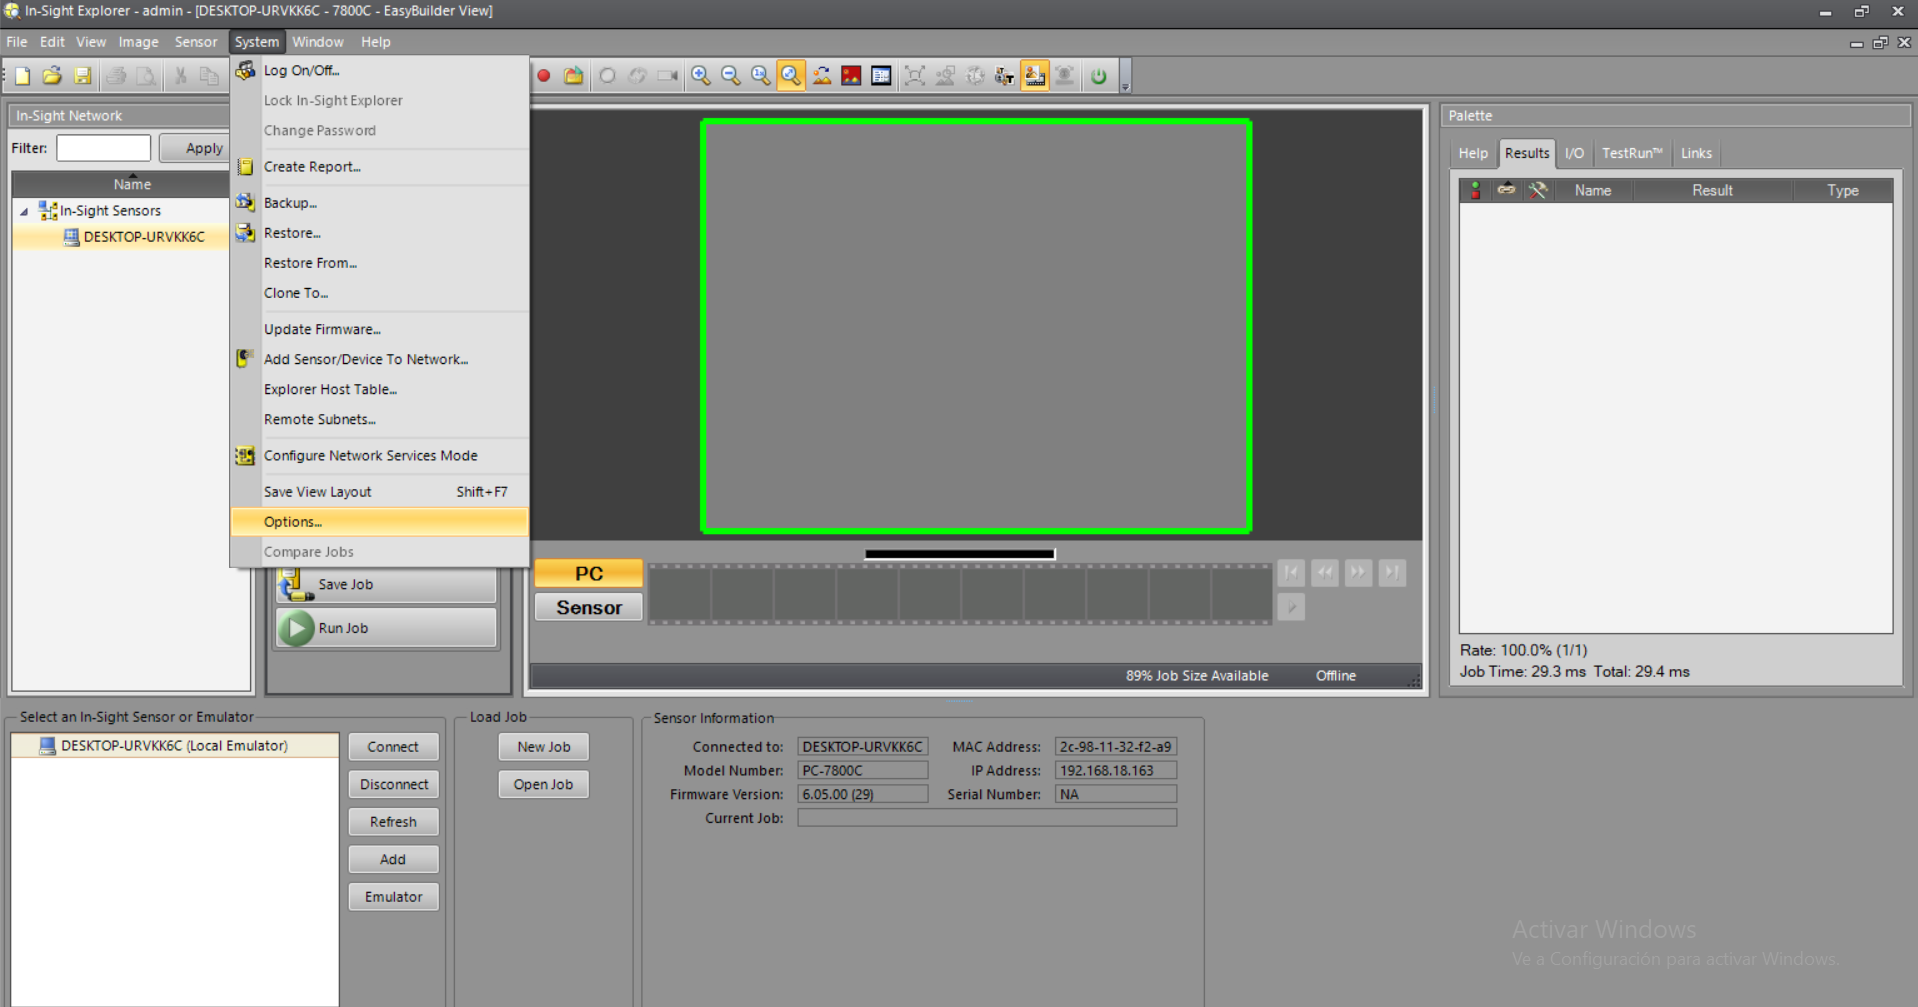 In-Sight Explorer - admin - [DESKTOP-URVKK6C - 7800C - EasyBuilder View]
File Edit View Image Sensor System Window Help
Log On/Off...
Lock In-Sight Explorer
Change Password
Create Report...
Backup...
Restore...
Restore From...
Clone To...
Update Firmware...
Add Sensor/Device To Network...
Explorer Host Table...
Remote Subnets...
Configure Network Services Mode
Save View Layout Shift+F7
Options...
Compare Jobs
In-Sight Network
Filter: Apply
Name
In-Sight Sensors
DESKTOP-URVKK6C
Save Job
Run Job
PC
Sensor
89% Job Size Available Offline
Palette
Help Results I/O TestRun™ Links
Name Result Type
Rate: 100.0% (1/1)
Job Time: 29.3 ms Total: 29.4 ms
Select an In-Sight Sensor or Emulator
DESKTOP-URVKK6C (Local Emulator)
Connect
Disconnect
Refresh
Add
Emulator
Load Job
New Job
Open Job
Sensor Information
Connected to: DESKTOP-URVKK6C MAC Address: 2c-98-11-32-f2-a9
Model Number: PC-7800C IP Address: 192.168.18.163
Firmware Version: 6.05.00 (29) Serial Number: NA
Current Job:
Activar Windows
Ve a Configuración para activar Windows.